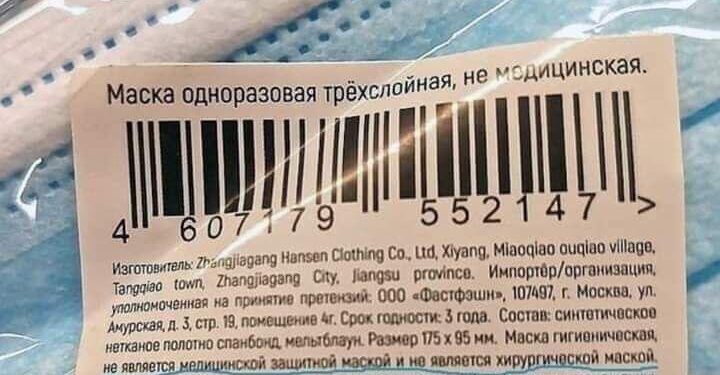 Маска одноразовая трёхслойная, не медицинская.
4 607179 552147 >
Изготовитель: Zhangjiagang Hansen Clothing Co., Ltd, Xiyang, Miaoqiao ouqiao village,
Tangqiao town, Zhangjiagang City, Jiangsu province. Импортёр/организация,
уполномоченная на принятие претензий: ООО «Фастфэшн», 107497, г. Москва, ул.
Амурская, д. 3, стр. 19, помещение 4г. Срок годности: 3 года. Состав: синтетическое
нетканое полотно спанбонд, мельтблаун. Размер 175 х 95 мм. Маска гигиеническая,
не является медицинской защитной маской и не является хирургической маской.